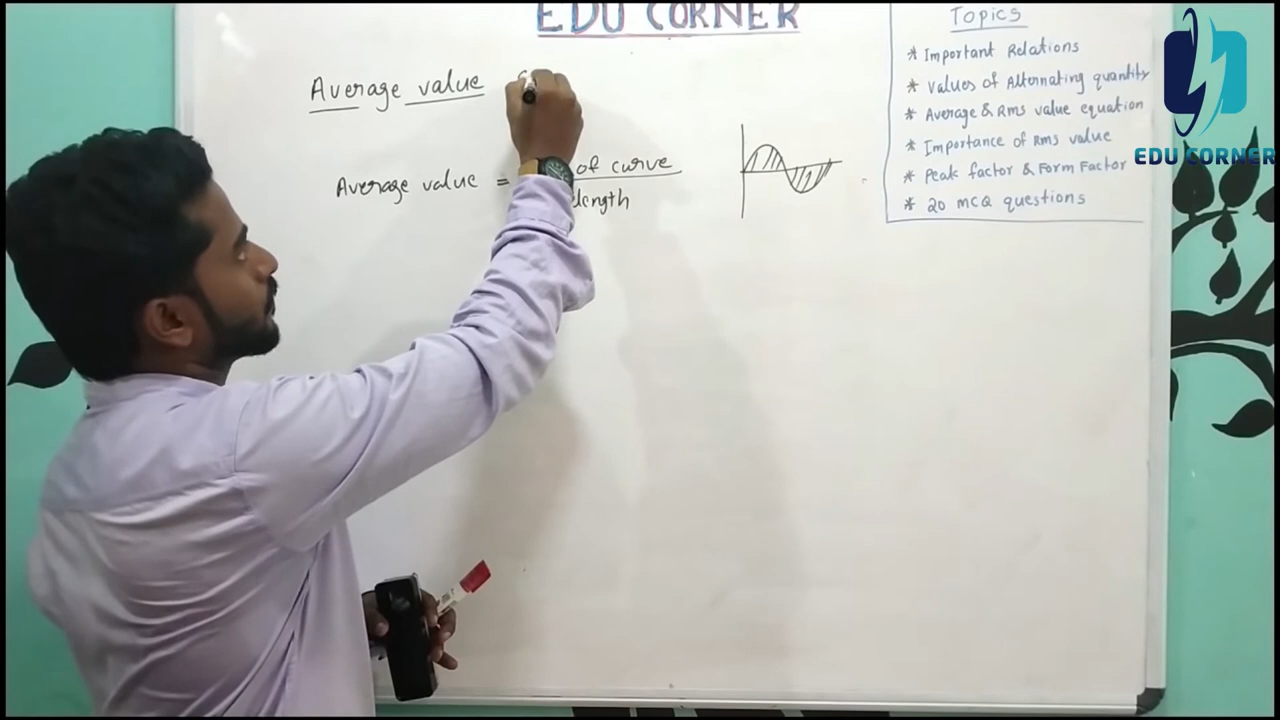 EDU CORNER
Average value
Average value = of curve
length
Topics
* Important Relations
* Values of Alternating quantity
* Average & Rms value equation
* Importance of Rms value
* Peak factor & Form Factor
* 20 MCQ questions
EDU CORNER